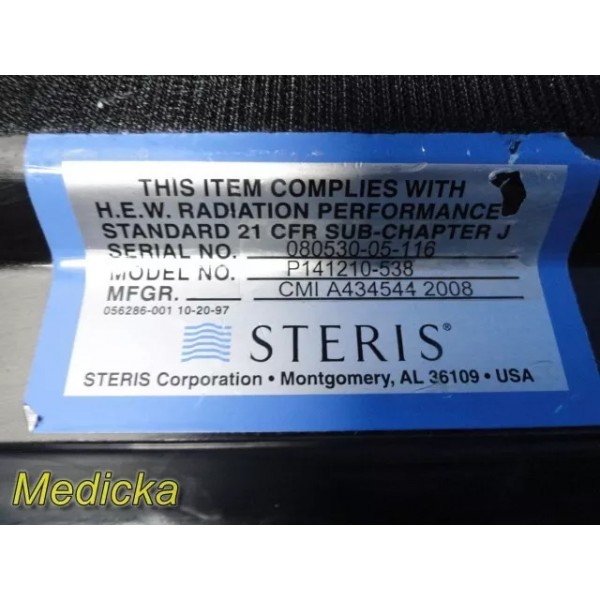 THIS ITEM COMPLIES WITH
H.E.W. RADIATION PERFORMANCE
STANDARD 21 CFR SUB-CHAPTER J
SERIAL NO. 080530-05-116
MODEL NO. P141210-538
MFGR. CMI A434544 2008
056286-001 10-20-97
STERIS®
STERIS Corporation • Montgomery, AL 36109 • USA
Medicka